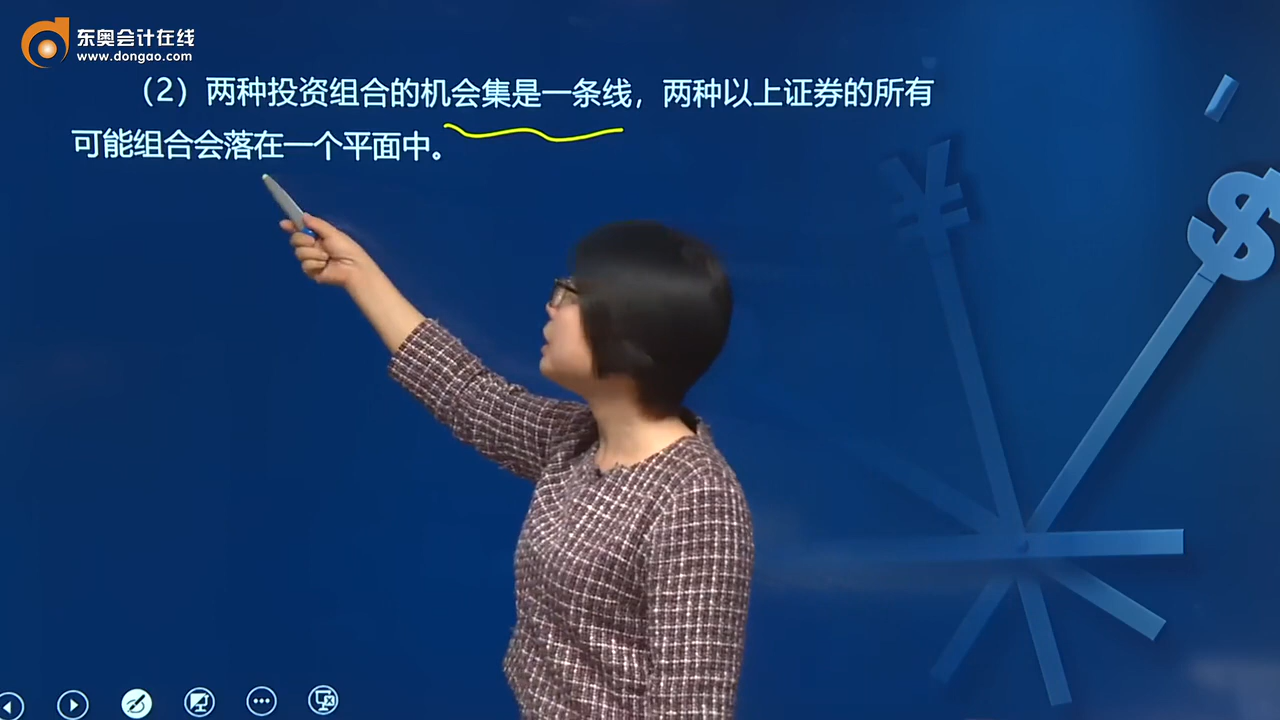 东奥会计在线
www.dongao.com
（2）两种投资组合的机会集是一条线，两种以上证券的所有
可能组合会落在一个平面中。